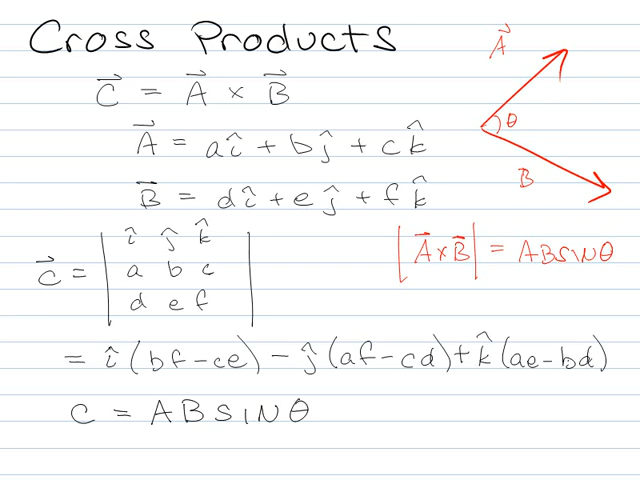 Cross Products
C⃗ = A⃗ × B⃗
A⃗ = aî + bĵ + ck̂
B⃗ = dî + eĵ + fk̂
C⃗ = | î ĵ k̂ |
a b c
d e f
= î(bf-ce) - ĵ(af-cd) + k̂(ae-bd)
C = ABSINθ
A⃗
θ
B
|A⃗×B⃗| = ABSINθ